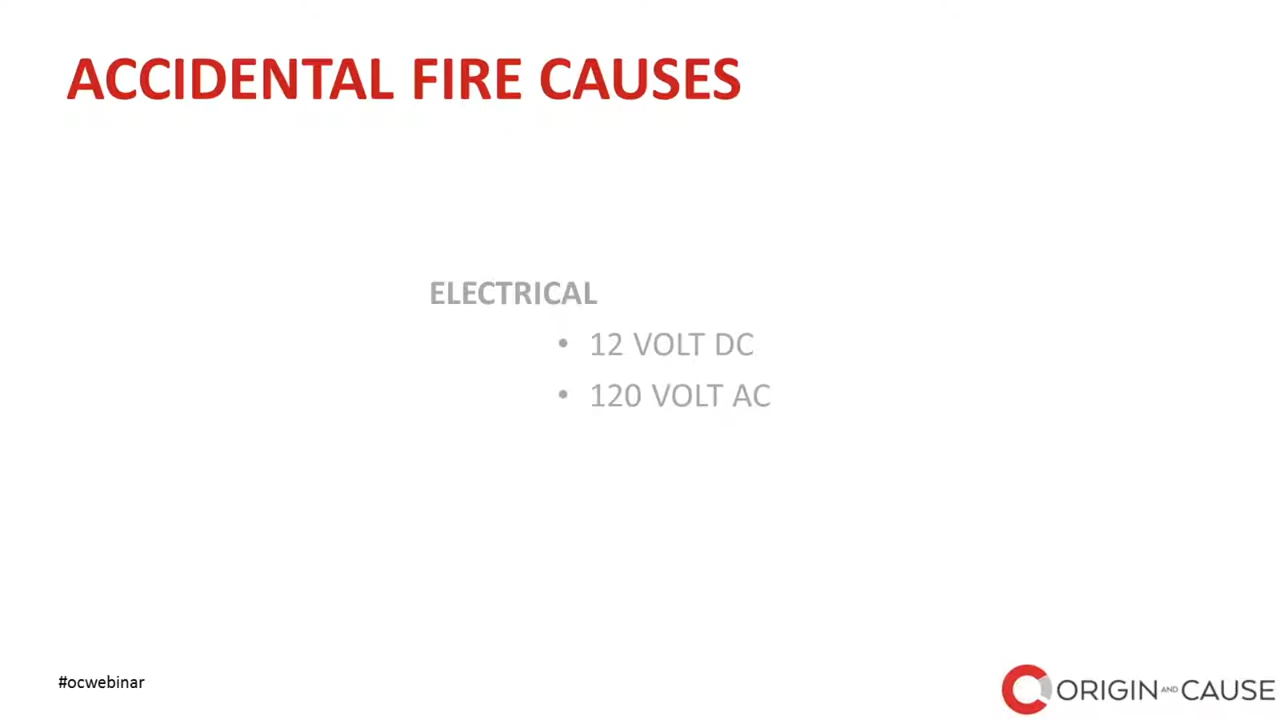 ACCIDENTAL FIRE CAUSES
ELECTRICAL
• 12 VOLT DC
• 120 VOLT AC
#ocwebinar
ORIGIN AND CAUSE